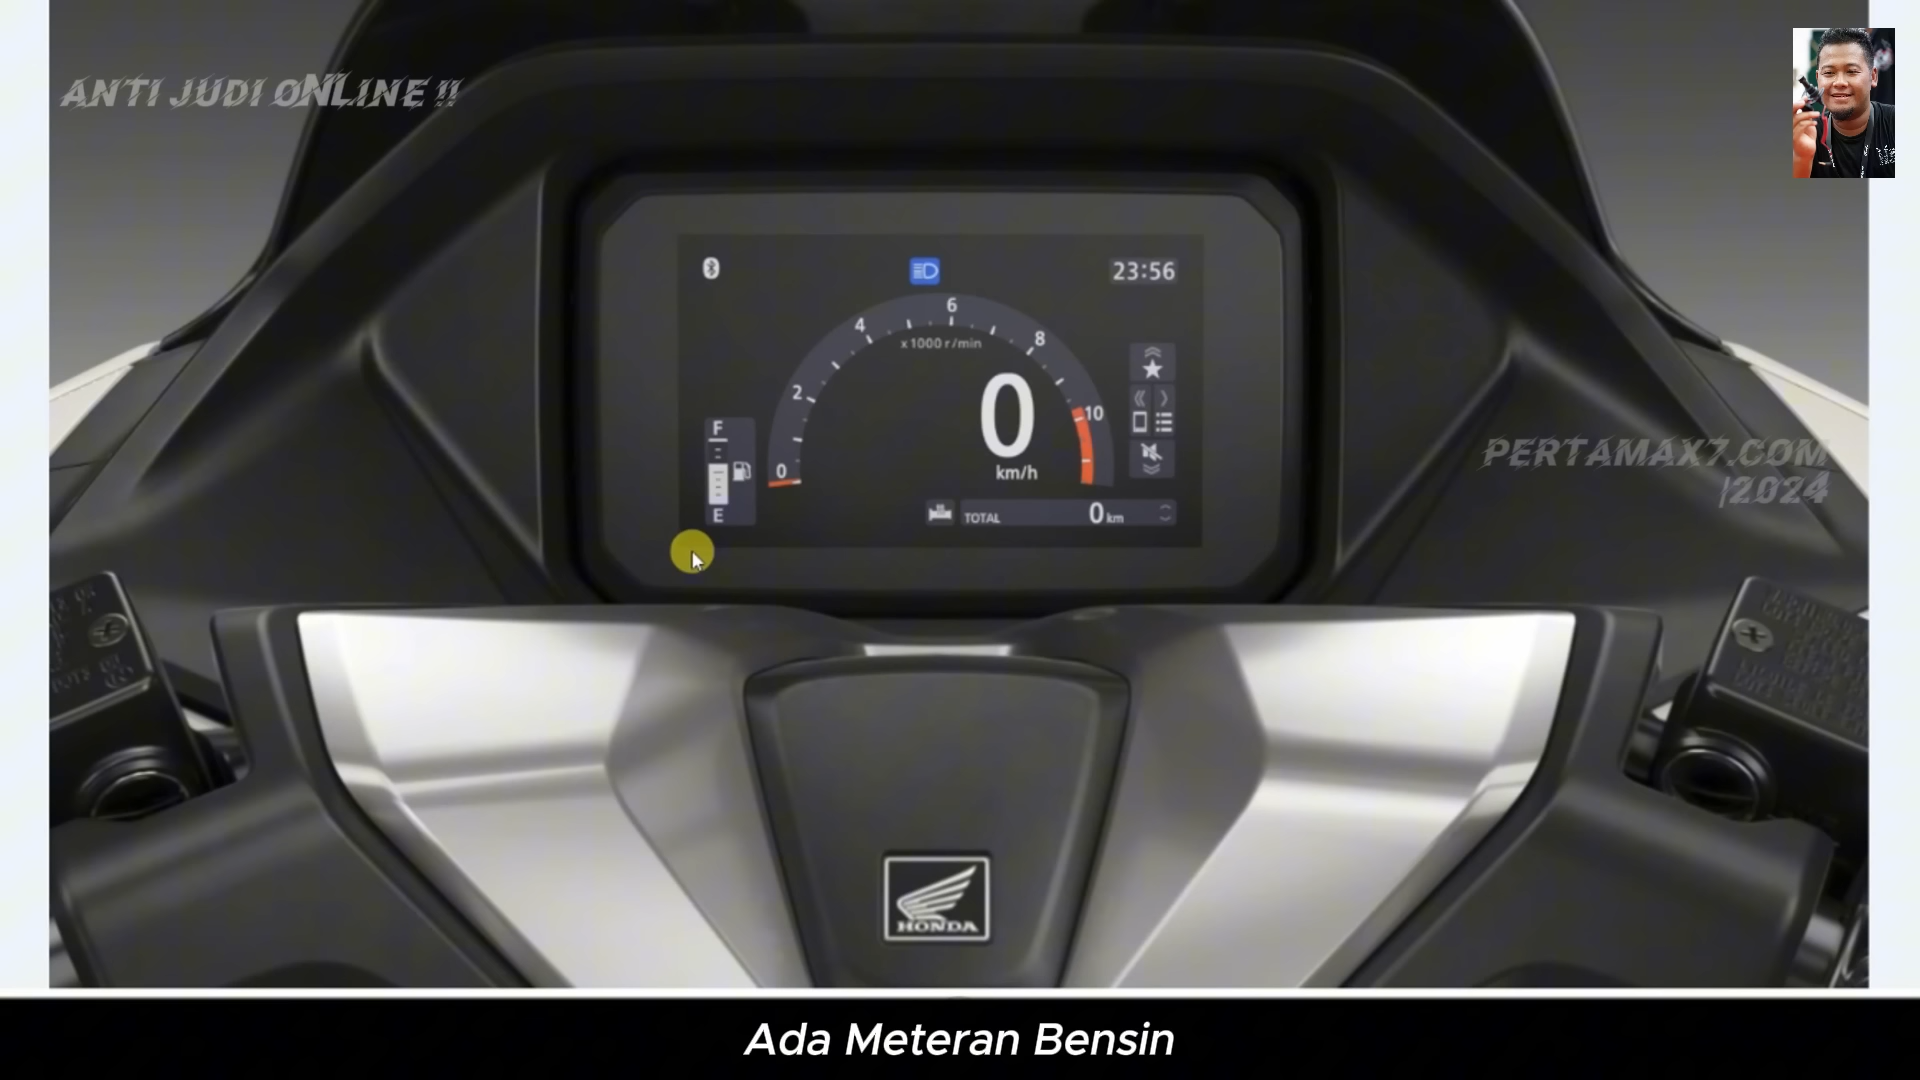 ANTI JUDI ONLINE !!
23:56
6
4
8
x1000 r/min
2
10
0
0
km/h
F
E
TOTAL 0 km
PERTAMAX7.COM
|2024
HONDA
Ada Meteran Bensin